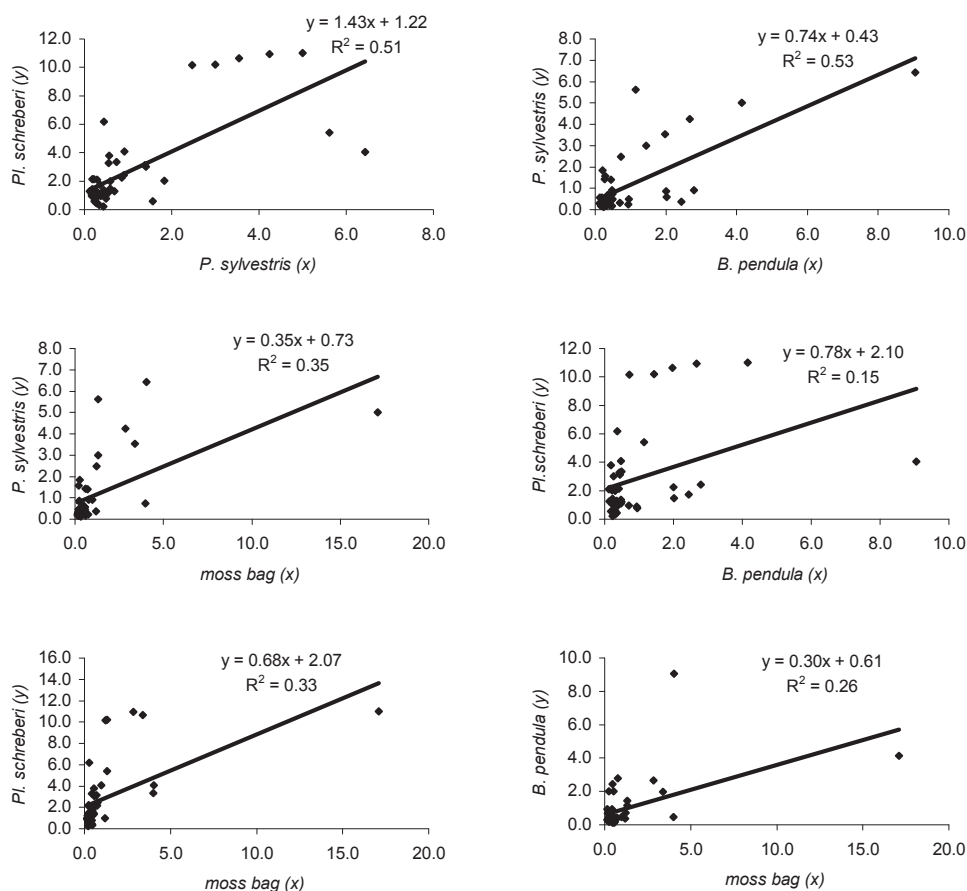 y = 1.43x + 1.22
R² = 0.51
Pl. schreberi (y)
12.0
10.0
8.0
6.0
4.0
2.0
0.0
0.0 2.0 4.0 6.0 8.0
P. sylvestris (x)
y = 0.74x + 0.43
R² = 0.53
P. sylvestris (y)
8.0
7.0
6.0
5.0
4.0
3.0
2.0
1.0
0.0
0.0 2.0 4.0 6.0 8.0 10.0
B. pendula (x)
y = 0.35x + 0.73
R² = 0.35
P. sylvestris (y)
8.0
7.0
6.0
5.0
4.0
3.0
2.0
1.0
0.0
0.0 5.0 10.0 15.0 20.0
moss bag (x)
y = 0.78x + 2.10
R² = 0.15
Pl.schreberi (y)
12.0
10.0
8.0
6.0
4.0
2.0
0.0
0.0 2.0 4.0 6.0 8.0 10.0
B. pendula (x)
y = 0.68x + 2.07
R² = 0.33
Pl. schreberi (y)
16.0
14.0
12.0
10.0
8.0
6.0
4.0
2.0
0.0
0.0 5.0 10.0 15.0 20.0
moss bag (x)
y = 0.30x + 0.61
R² = 0.26
B. pendula (y)
10.0
8.0
6.0
4.0
2.0
0.0
0.0 5.0 10.0 15.0 20.0
moss bag (x)